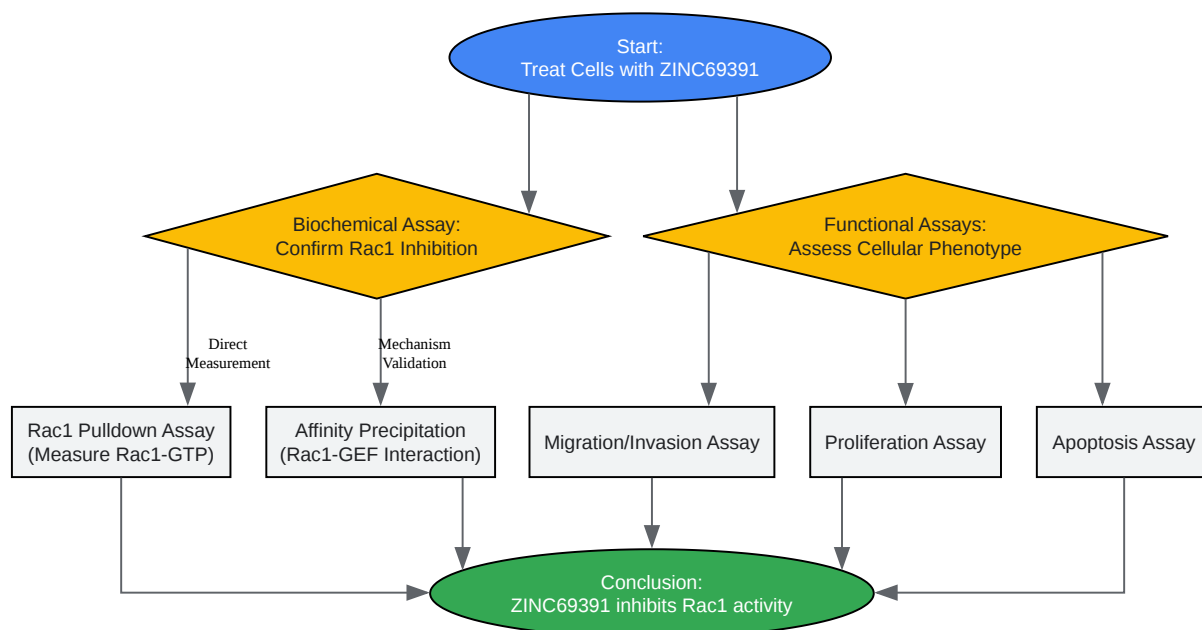 Start:
Treat Cells with ZINC69391
Biochemical Assay:
Confirm Rac1 Inhibition
Functional Assays:
Assess Cellular Phenotype
Direct
Measurement
Mechanism
Validation
Rac1 Pulldown Assay
(Measure Rac1-GTP)
Affinity Precipitation
(Rac1-GEF Interaction)
Migration/Invasion Assay
Proliferation Assay
Apoptosis Assay
Conclusion:
ZINC69391 inhibits Rac1 activity